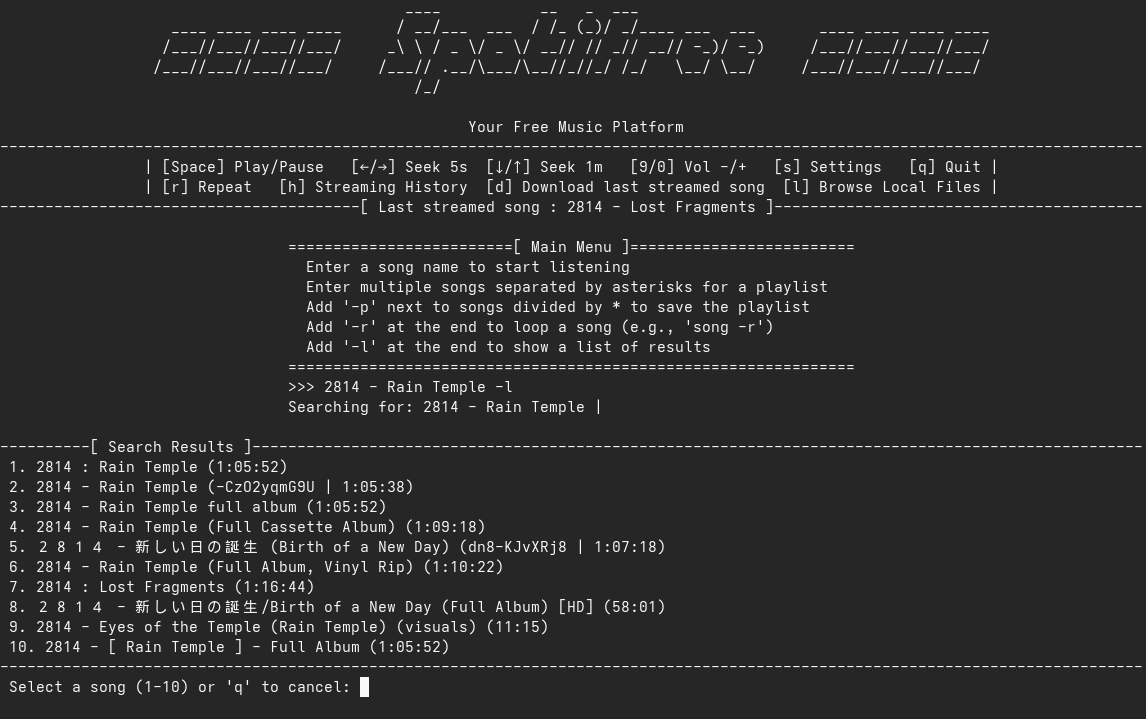 Your Free Music Platform
| [Space] Play/Pause   [←/→] Seek 5s  [↓/↑] Seek 1m   [9/0] Vol -/+   [s] Settings   [q] Quit |
| [r] Repeat   [h] Streaming History  [d] Download last streamed song  [l] Browse Local Files |
[ Last streamed song : 2814 - Lost Fragments ]
=========================[ Main Menu ]=========================
Enter a song name to start listening
Enter multiple songs separated by asterisks for a playlist
Add '-p' next to songs divided by * to save the playlist
Add '-r' at the end to loop a song (e.g., 'song -r')
Add '-l' at the end to show a list of results
===============================================================
>>> 2814 - Rain Temple -l
Searching for: 2814 - Rain Temple |
----------[ Search Results ]----------
1. 2814 : Rain Temple (1:05:52)
2. 2814 - Rain Temple (-CzO2yqmG9U | 1:05:38)
3. 2814 - Rain Temple full album (1:05:52)
4. 2814 - Rain Temple (Full Cassette Album) (1:09:18)
5. ２８１４ - 新しい日の誕生 (Birth of a New Day) (dn8-KJvXRj8 | 1:07:18)
6. 2814 - Rain Temple (Full Album, Vinyl Rip) (1:10:22)
7. 2814 : Lost Fragments (1:16:44)
8. ２８１４ - 新しい日の誕生/Birth of a New Day (Full Album) [HD] (58:01)
9. 2814 - Eyes of the Temple (Rain Temple) (visuals) (11:15)
10. 2814 - [ Rain Temple ] - Full Album (1:05:52)
Select a song (1-10) or 'q' to cancel: